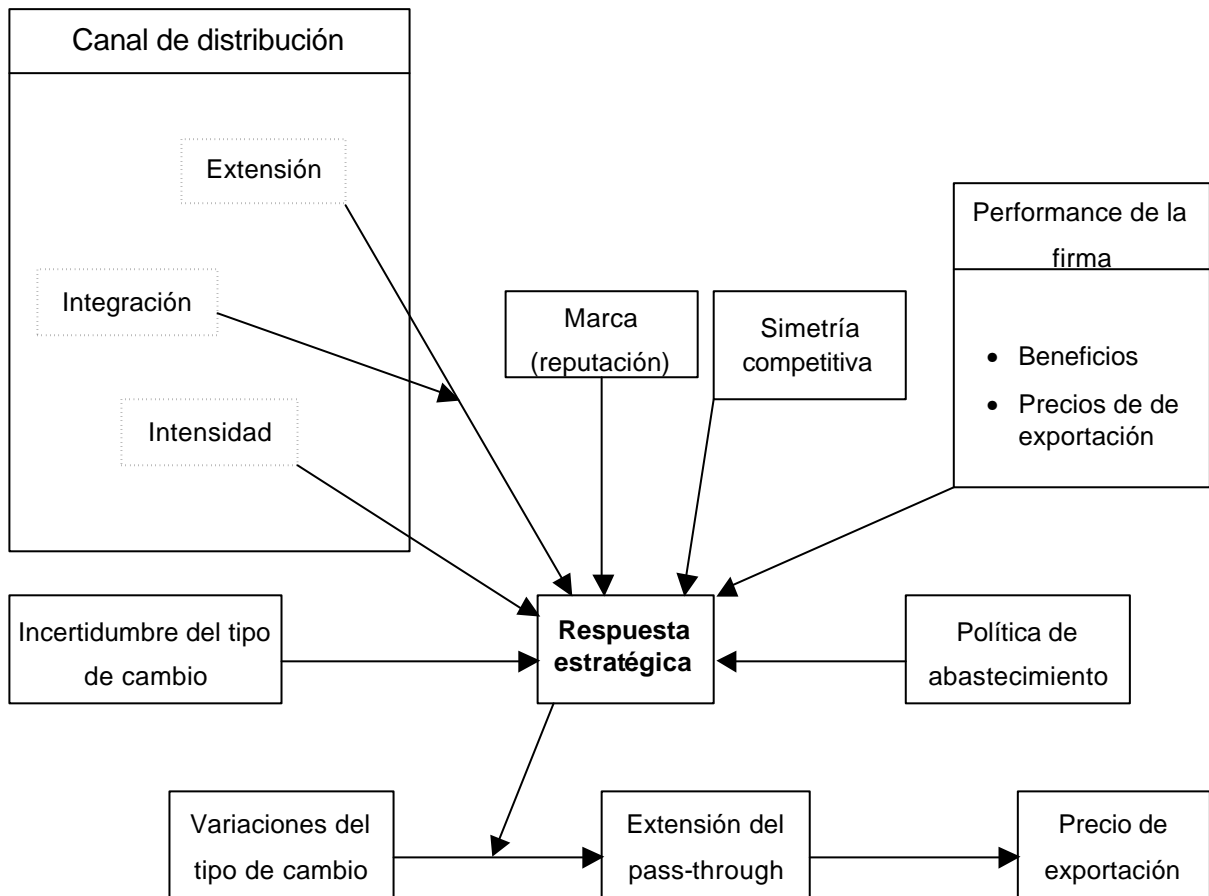 Canal de distribución
Extensión
Integración
Intensidad
Marca
(reputación)
Simetría
competitiva
Performance de la
firma
• Beneficios
• Precios de de
exportación
Incertidumbre del tipo
de cambio
Respuesta
estratégica
Política de
abastecimiento
Variaciones del
tipo de cambio
Extensión del
pass-through
Precio de
exportación